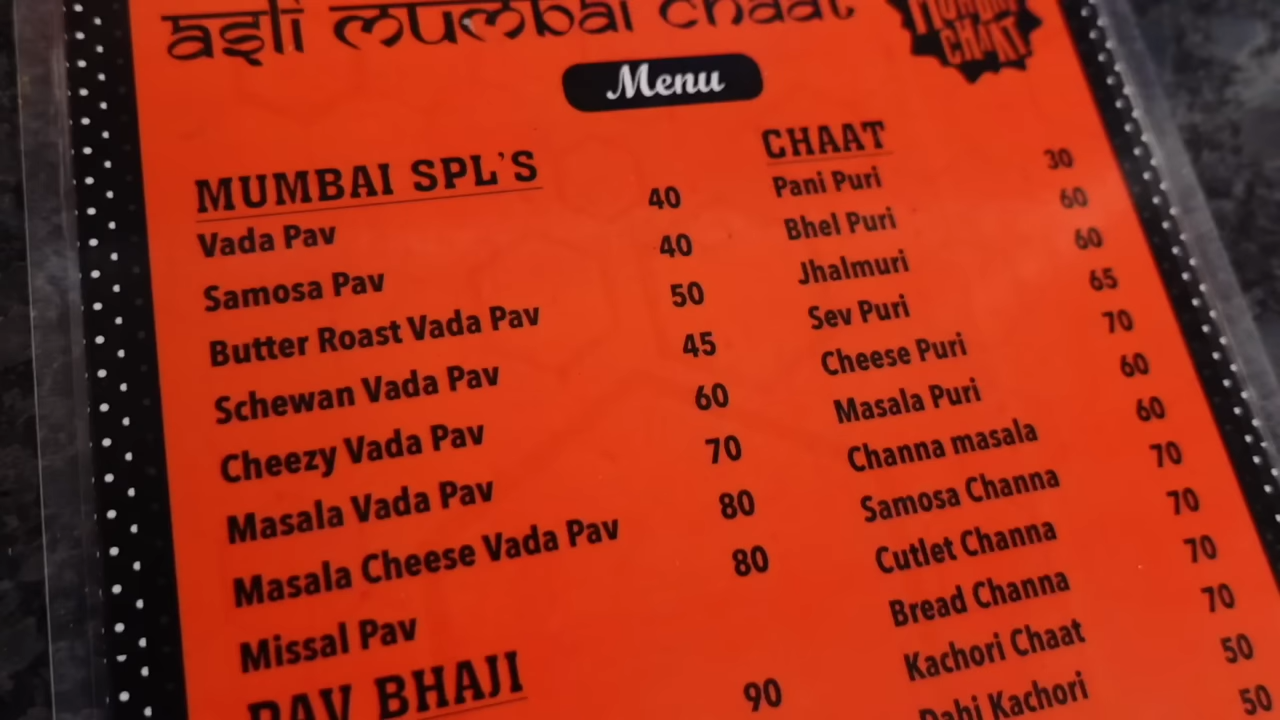 asli mumbai chaat
MUMBAI CHAAT
Menu
MUMBAI SPL'S
Vada Pav 40
Samosa Pav 40
Butter Roast Vada Pav 50
Schewan Vada Pav 45
Cheezy Vada Pav 60
Masala Vada Pav 70
Masala Cheese Vada Pav 80
Missal Pav 80
PAV BHAJI
90
CHAAT
Pani Puri 30
Bhel Puri 60
Jhalmuri 60
Sev Puri 65
Cheese Puri 70
Masala Puri 60
Channa masala 60
Samosa Channa 70
Cutlet Channa 70
Bread Channa 70
Kachori Chaat 70
Dahi Kachori 50
50